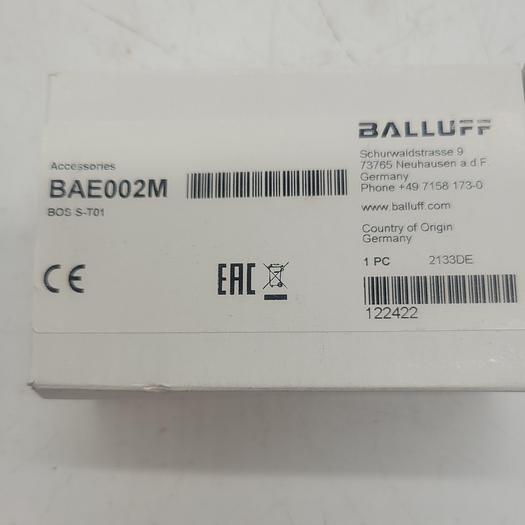 BALLUFF
Schurwaldstrasse 9
73765 Neuhausen a.d.F.
Germany
Phone +49 7158 173-0
www.balluff.com
Country of Origin
Germany
1 PC 2133DE
122422
Accessories
BAE002M
BOS S-T01
CE
EAC